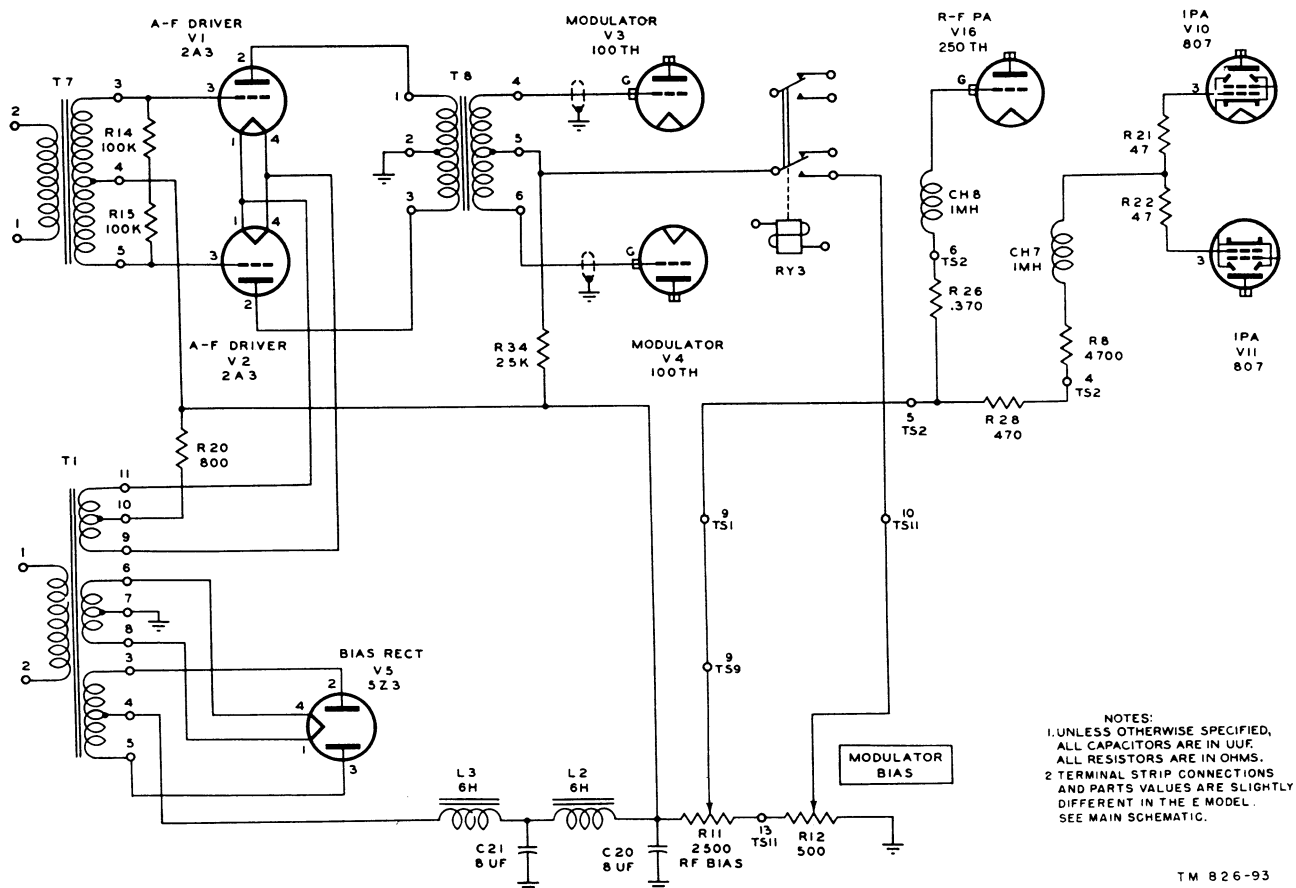 A-F DRIVER
V1
2A3
MODULATOR
V3
100TH
R-F PA
V16
250TH
IPA
V10
807
T7
3
2
T8
4
G
G
3
2
3
1
R14
100K
1
4
R21
47
4
2
5
R15
100K
1
4
R22
47
CH8
1MH
1
3
6
CH7
1MH
5
3
G
6
TS2
3
2
RY3
R26
.370
A-F DRIVER
V2
2A3
R34
25K
MODULATOR
V4
100TH
R8
4700
IPA
V11
807
4
TS2
5
TS2
R28
470
R20
800
T1
11
10
9
TS1
10
TS11
9
1
6
7
8
9
TS9
2
3
BIAS RECT
V5
5Z3
2
4
4
1
5
3
NOTES:
1. UNLESS OTHERWISE SPECIFIED,
ALL CAPACITORS ARE IN UUF.
ALL RESISTORS ARE IN OHMS.
2 TERMINAL STRIP CONNECTIONS
AND PARTS VALUES ARE SLIGHTLY
DIFFERENT IN THE E MODEL.
SEE MAIN SCHEMATIC.
MODULATOR
BIAS
L3
6H
L2
6H
C21
8 UF
C20
8 UF
R11
2500
RF BIAS
13
TS11
R12
500
TM 826-93